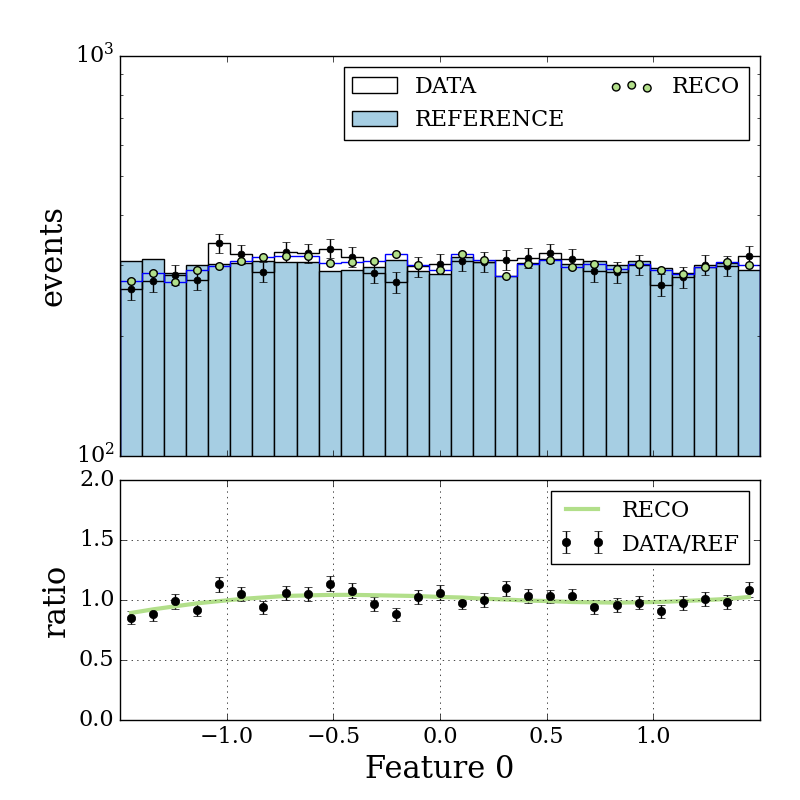 10³
DATA
RECO
REFERENCE
events
10²
2.0
RECO
1.5
DATA/REF
ratio
1.0
0.5
0.0
−1.0 −0.5 0.0 0.5 1.0
Feature 0